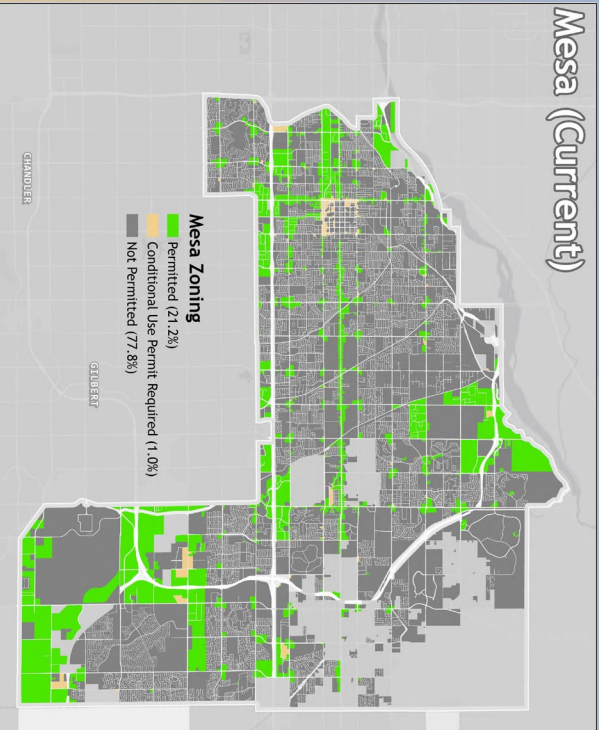 Mesa (Current)
Mesa Zoning
Permitted (21.2%)
Conditional Use Permit Required (1.0%)
Not Permitted (77.8%)
GILBERT
CHANDLER